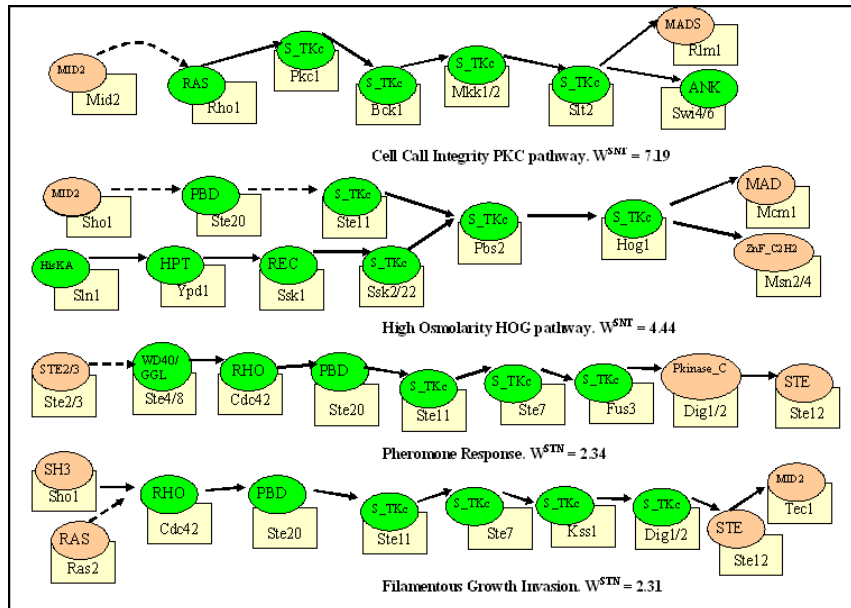 MADS
Rlm1
MID2
Mid2
RAS
Rho1
S_TKc
Pkc1
S_TKc
Bck1
S_TKc
Mkk1/2
S_TKc
Slt2
ANK
Swi4/6
Cell Call Integrity PKC pathway. W^SNT = 7.19
MID2
Sho1
PBD
Ste20
S_TKc
Ste11
S_TKc
Pbs2
S_TKc
Hog1
MAD
Mcm1
ZnF_C2H2
Msn2/4
HisKA
Sln1
HPT
Ypd1
REC
Ssk1
S_TKc
Ssk2/22
High Osmolarity HOG pathway. W^SNT = 4.44
STE2/3
Ste2/3
WD40/
GGL
Ste4/8
RHO
Cdc42
PBD
Ste20
S_TKc
Ste11
S_TKc
Ste7
S_TKc
Fus3
Pkinase_C
Dig1/2
STE
Ste12
Pheromone Response. W^STN = 2.34
SH3
Sho1
RAS
Ras2
RHO
Cdc42
PBD
Ste20
S_TKc
Ste11
S_TKc
Ste7
S_TKc
Kss1
S_TKc
Dig1/2
STE
Ste12
MID2
Tec1
Filamentous Growth Invasion. W^STN = 2.31